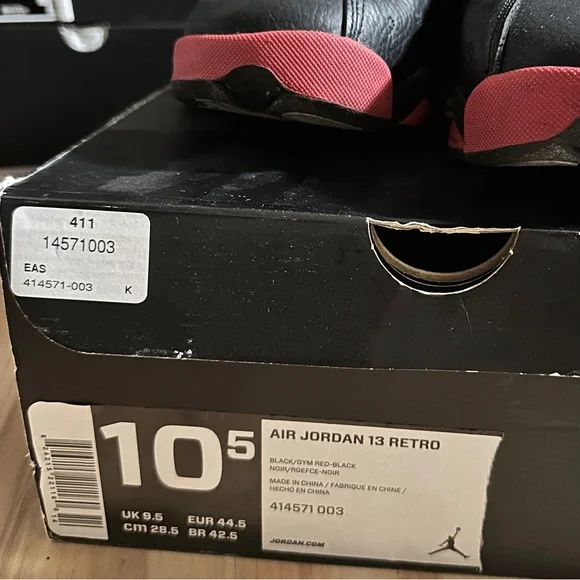 411
14571003
EAS
414571-003 K
10 5
UK 9.5 EUR 44.5
cm 28.5 BR 42.5
AIR JORDAN 13 RETRO
BLACK/GYM RED-BLACK
NOIR/RGEFCE-NOIR
MADE IN CHINA / FABRIQUE EN CHINE /
HECHO EN CHINA
414571 003
JORDAN.COM